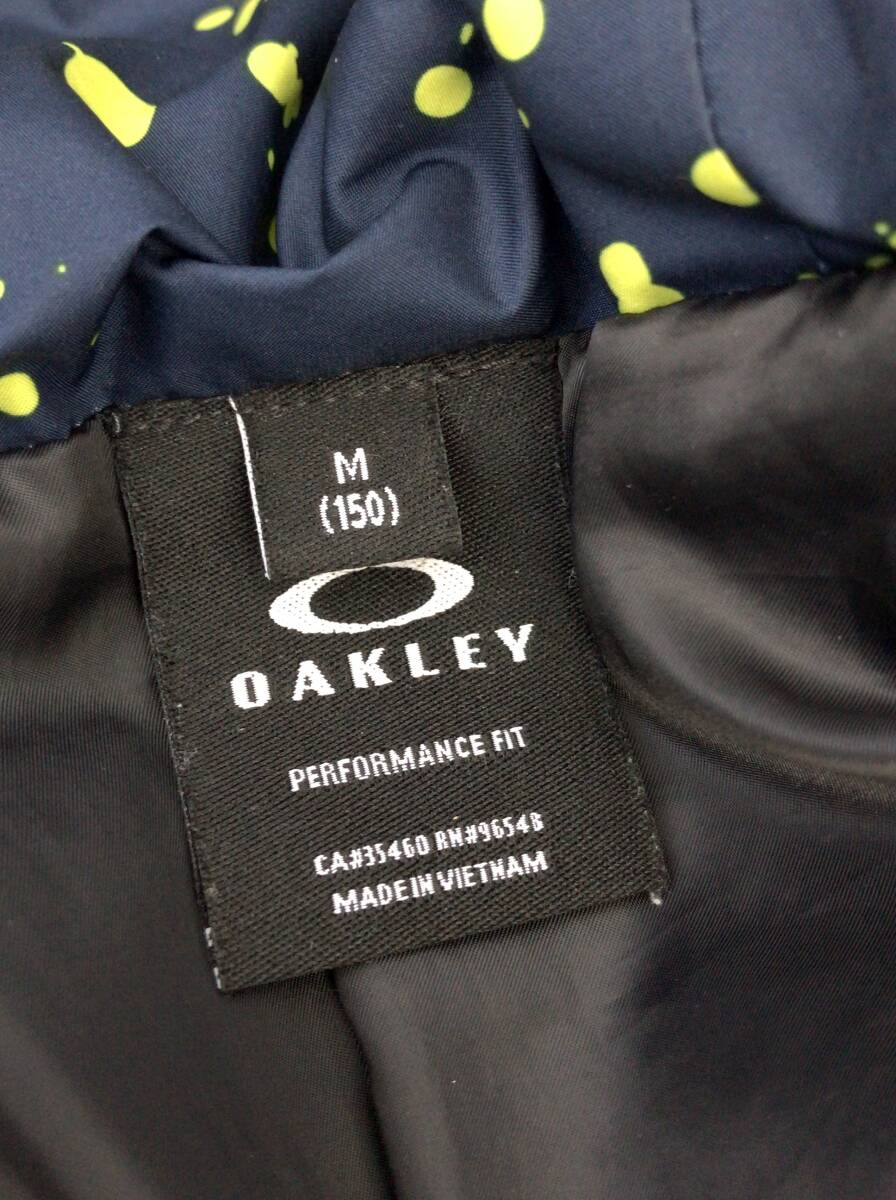 M
(150)
OAKLEY
PERFORMANCE FIT
CA#35460 RN#96548
MADE IN VIETNAM